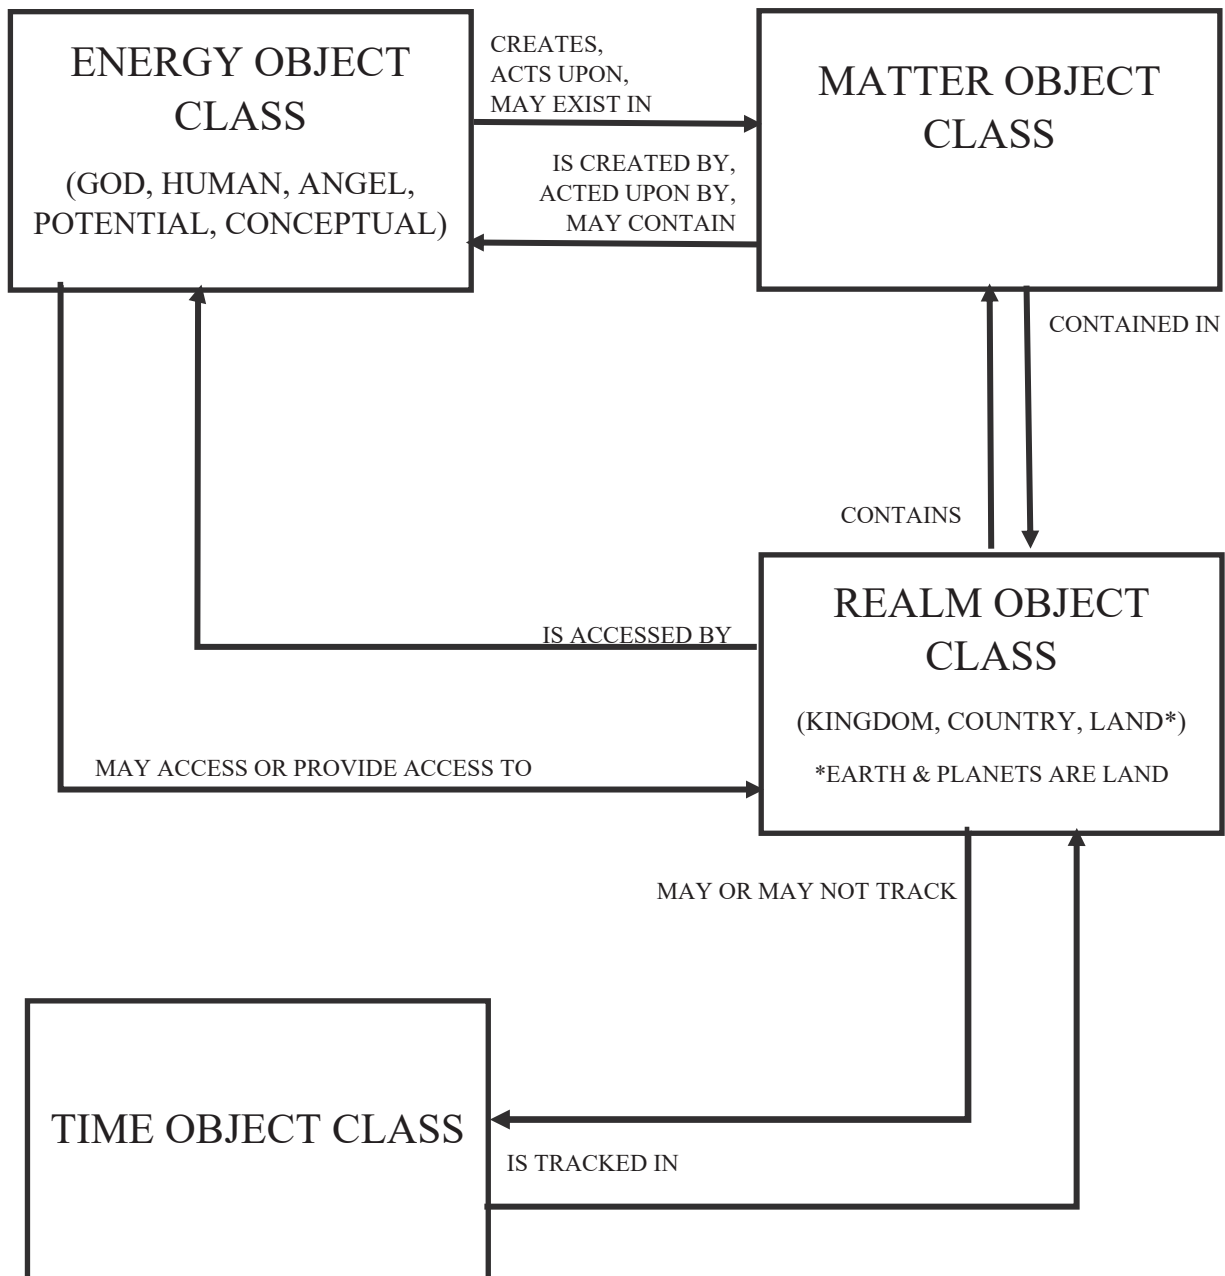 ENERGY OBJECT
CLASS
(GOD, HUMAN, ANGEL,
POTENTIAL, CONCEPTUAL)
CREATES,
ACTS UPON,
MAY EXIST IN
IS CREATED BY,
ACTED UPON BY,
MAY CONTAIN
MATTER OBJECT
CLASS
CONTAINED IN
CONTAINS
IS ACCESSED BY
MAY ACCESS OR PROVIDE ACCESS TO
REALM OBJECT
CLASS
(KINGDOM, COUNTRY, LAND*)
*EARTH & PLANETS ARE LAND
MAY OR MAY NOT TRACK
TIME OBJECT CLASS
IS TRACKED IN